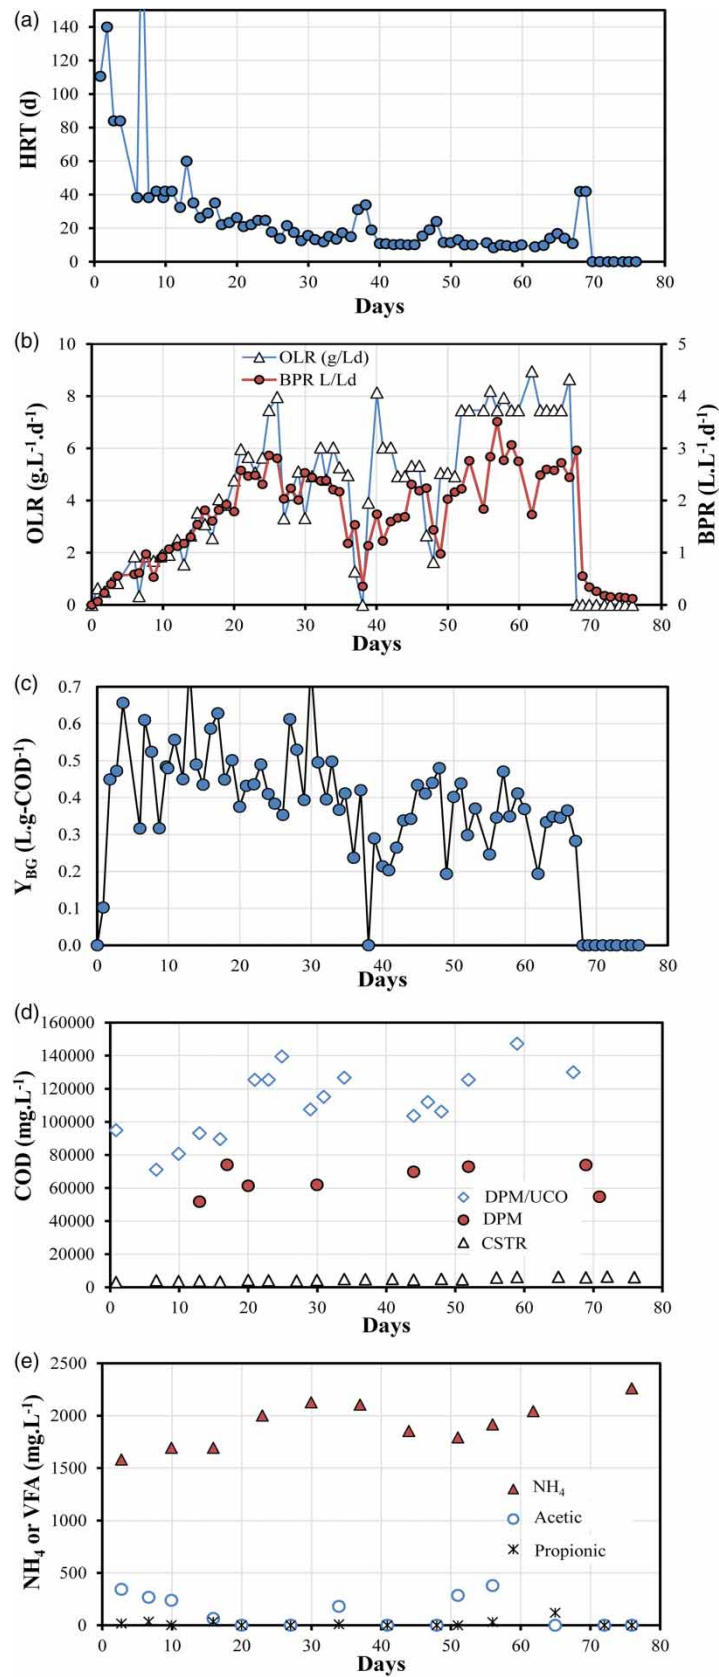 (a)
140
120
100
80
60
40
20
0
HRT (d)
0 10 20 30 40 50 60 70 80
Days
(b)
10
8
6
4
2
0
OLR (g.L⁻¹.d⁻¹)
OLR (g/Ld)
BPR L/Ld
5
4
3
2
1
0
BPR (L.L⁻¹.d⁻¹)
0 10 20 30 40 50 60 70 80
Days
(c)
0.7
0.6
0.5
0.4
0.3
0.2
0.1
0.0
Y_BG (L.g-COD⁻¹)
0 10 20 30 40 50 60 70 80
Days
(d)
160000
140000
120000
100000
80000
60000
40000
20000
0
COD (mg.L⁻¹)
DPM/UCO
DPM
CSTR
0 10 20 30 40 50 60 70 80
Days
(e)
2500
2000
1500
1000
500
0
NH₄ or VFA (mg.L⁻¹)
NH₄
Acetic
Propionic
0 10 20 30 40 50 60 70 80
Days